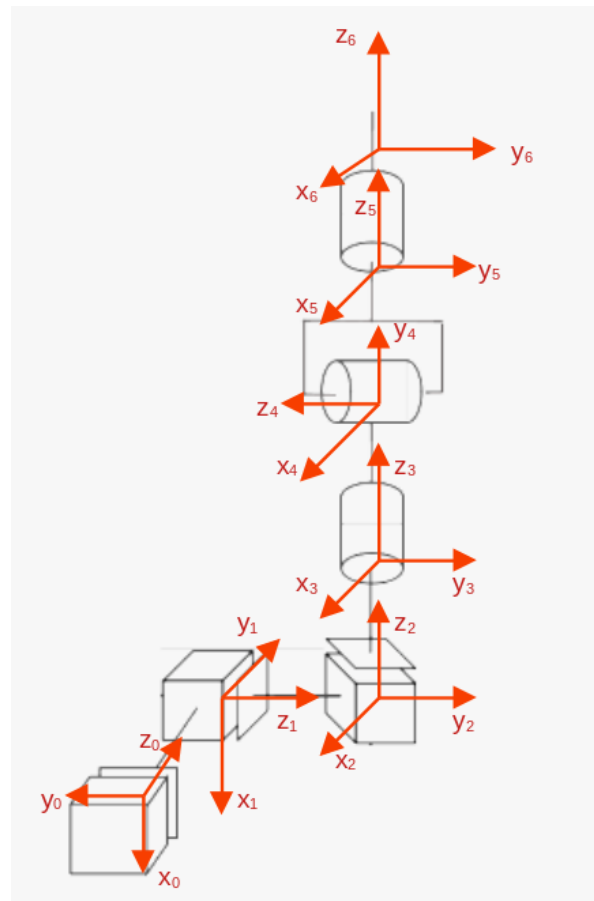 z₆
y₆
x₆
z₅
y₅
x₅
y₄
z₄
x₄
z₃
x₃
y₃
y₁
z₂
z₀
z₁
y₂
x₂
y₀
x₁
x₀